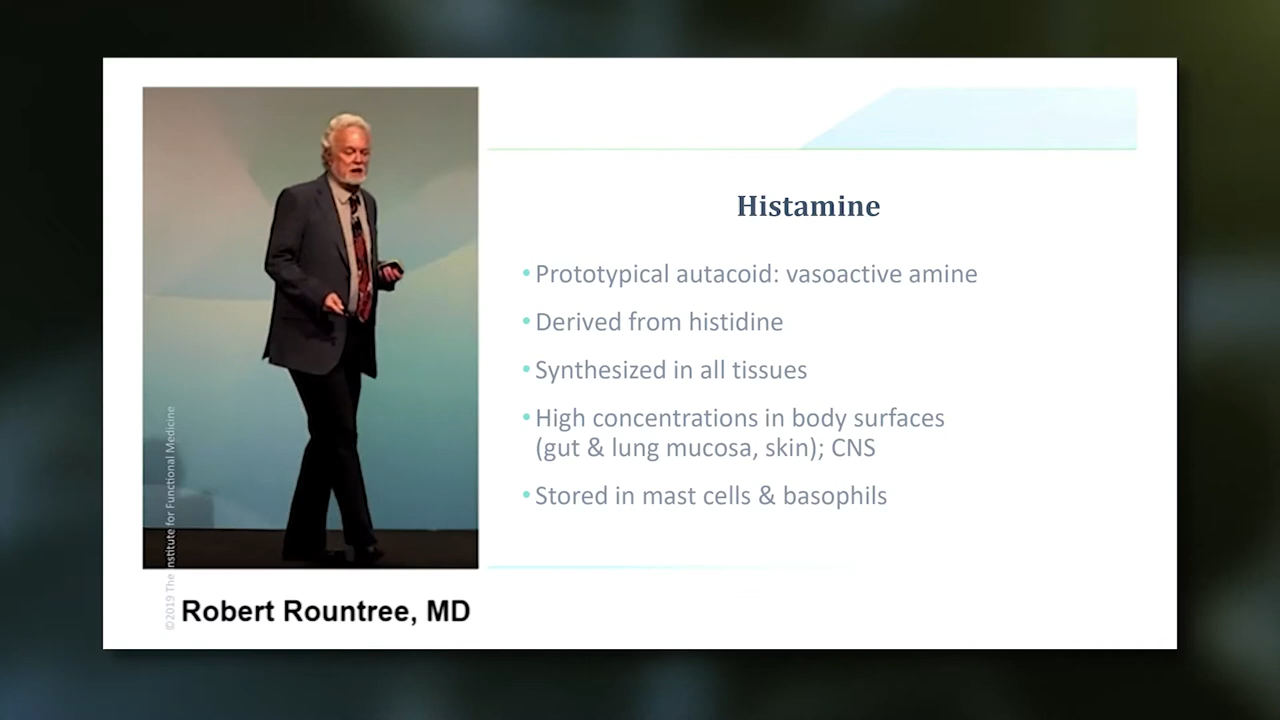 Histamine
•Prototypical autacoid: vasoactive amine
•Derived from histidine
•Synthesized in all tissues
•High concentrations in body surfaces
(gut & lung mucosa, skin); CNS
•Stored in mast cells & basophils
©2019 The Institute for Functional Medicine
Robert Rountree, MD